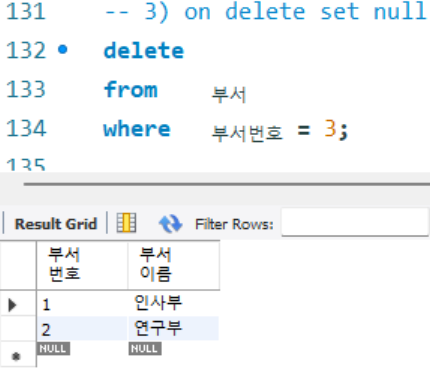 131 -- 3) on delete set null
132 delete
133 from 부서
134 where 부서번호 = 3;
135
Result Grid Filter Rows:
부서 번호 부서 이름
1 인사부
2 연구부
NULL NULL